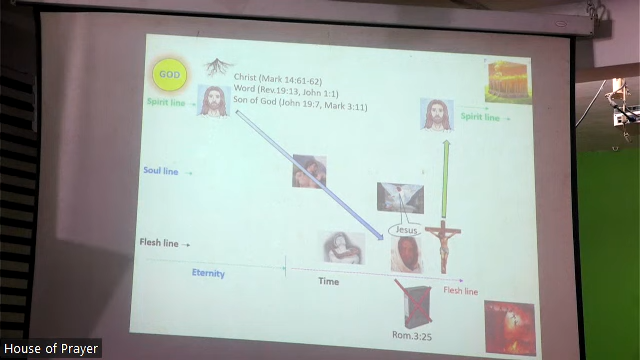 GOD
Christ (Mark 14:61-62)
Word (Rev.19:13, John 1:1)
Son of God (John 19:7, Mark 3:11)
Spirit line
Spirit line
Soul line
Jesus
Flesh line
Eternity
Time
Flesh line
Rom.3:25
House of Prayer